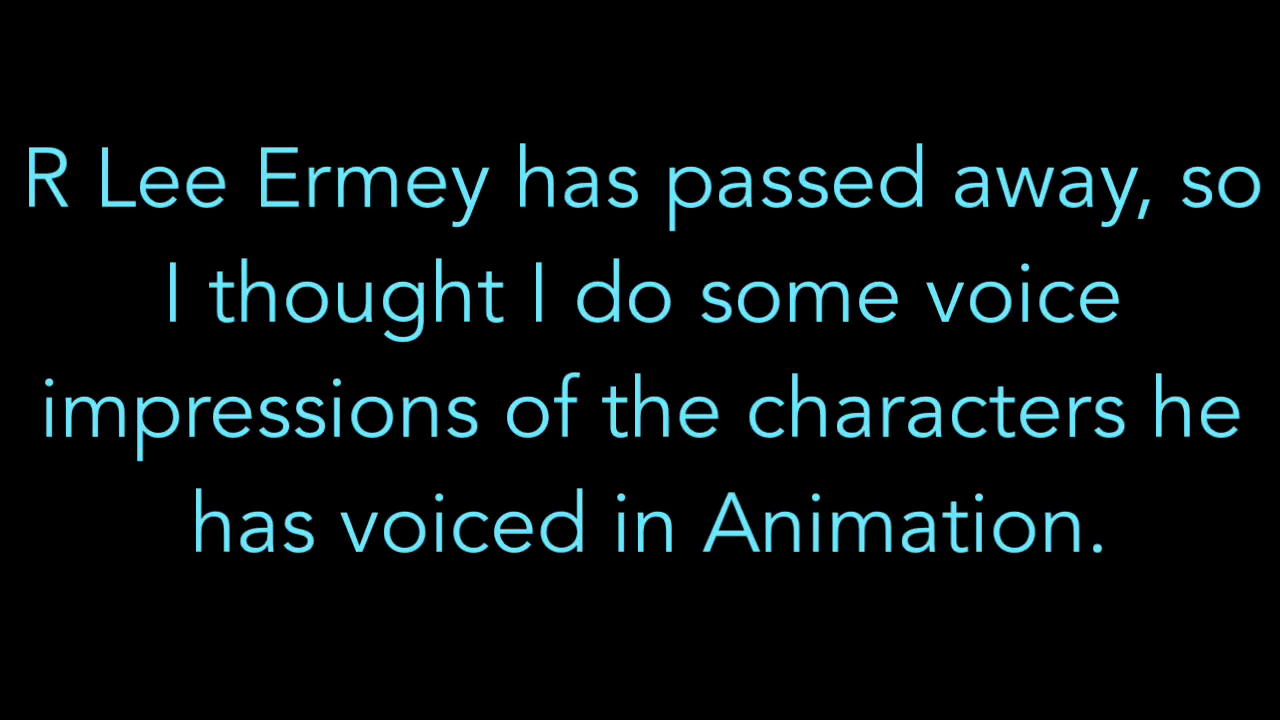 R Lee Ermey has passed away, so
I thought I do some voice
impressions of the characters he
has voiced in Animation.